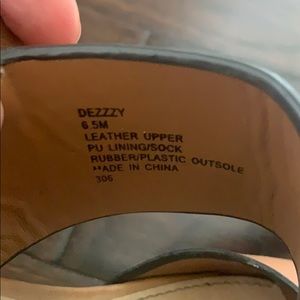 DEZZZY
6.5M
LEATHER UPPER
PU LINING/SOCK
RUBBER/PLASTIC OUTSOLE
MADE IN CHINA
306